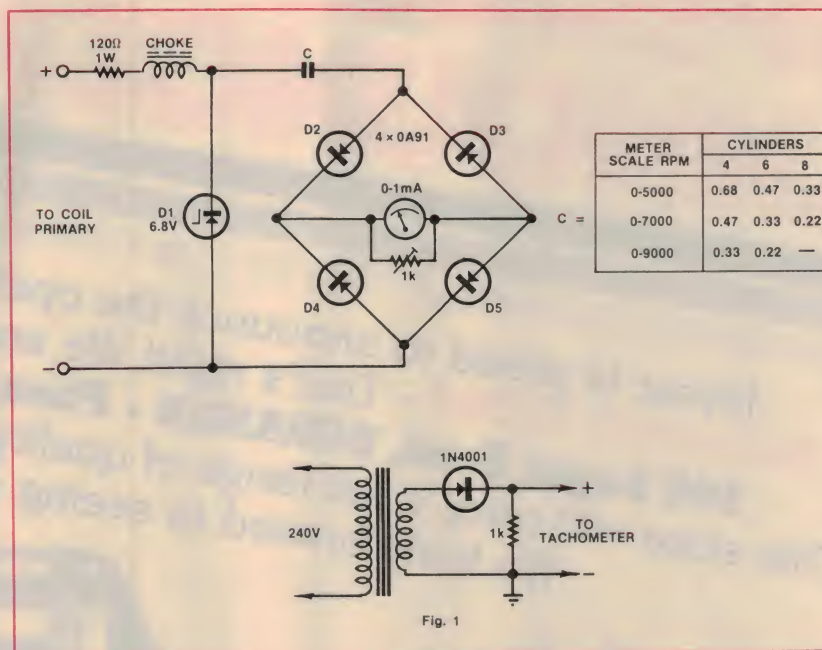 120Ω
1W
CHOKE
C
+
D2
4 × 0A91
D3
0-1mA
TO COIL
PRIMARY
D1
6.8V
1k
D4
D5
−
C =
METER
SCALE RPM
CYLINDERS
4 6 8
0-5000 0.68 0.47 0.33
0-7000 0.47 0.33 0.22
0-9000 0.33 0.22 —
1N4001
240V
1k
+
TO
TACHOMETER
−
Fig. 1